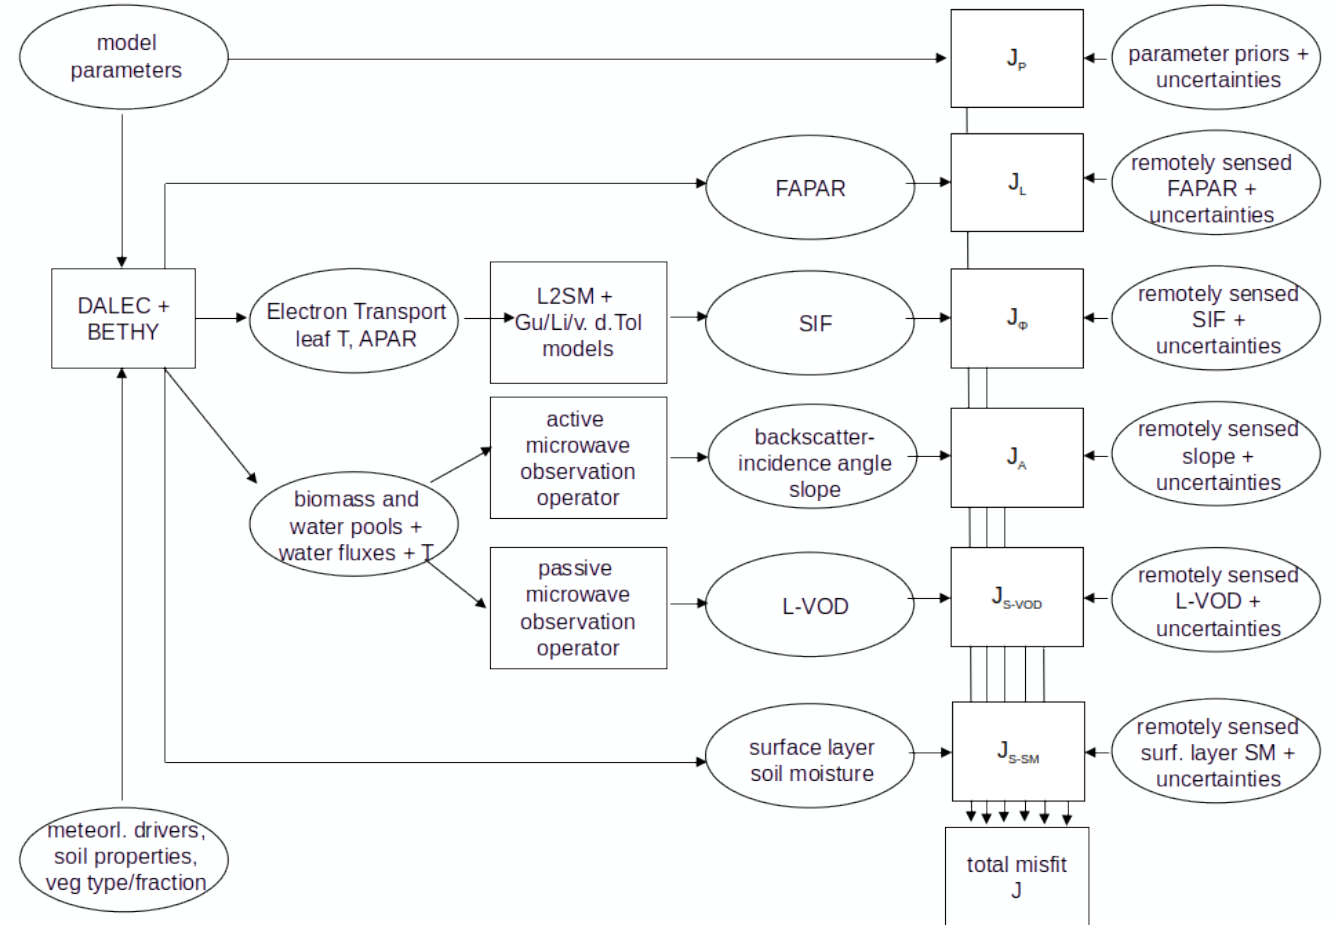 model
parameters
J_P
parameter priors +
uncertainties
FAPAR
J_L
remotely sensed
FAPAR +
uncertainties
DALEC +
BETHY
Electron Transport
leaf T, APAR
L2SM +
Gu/Li/v. d.Tol
models
SIF
J_Φ
remotely sensed
SIF +
uncertainties
active
microwave
observation
operator
backscatter-
incidence angle
slope
J_A
remotely sensed
slope +
uncertainties
biomass and
water pools +
water fluxes + T
passive
microwave
observation
operator
L-VOD
J_S-VOD
remotely sensed
L-VOD +
uncertainties
surface layer
soil moisture
J_S-SM
remotely sensed
surf. layer SM +
uncertainties
meteorl. drivers,
soil properties,
veg type/fraction
total misfit
J